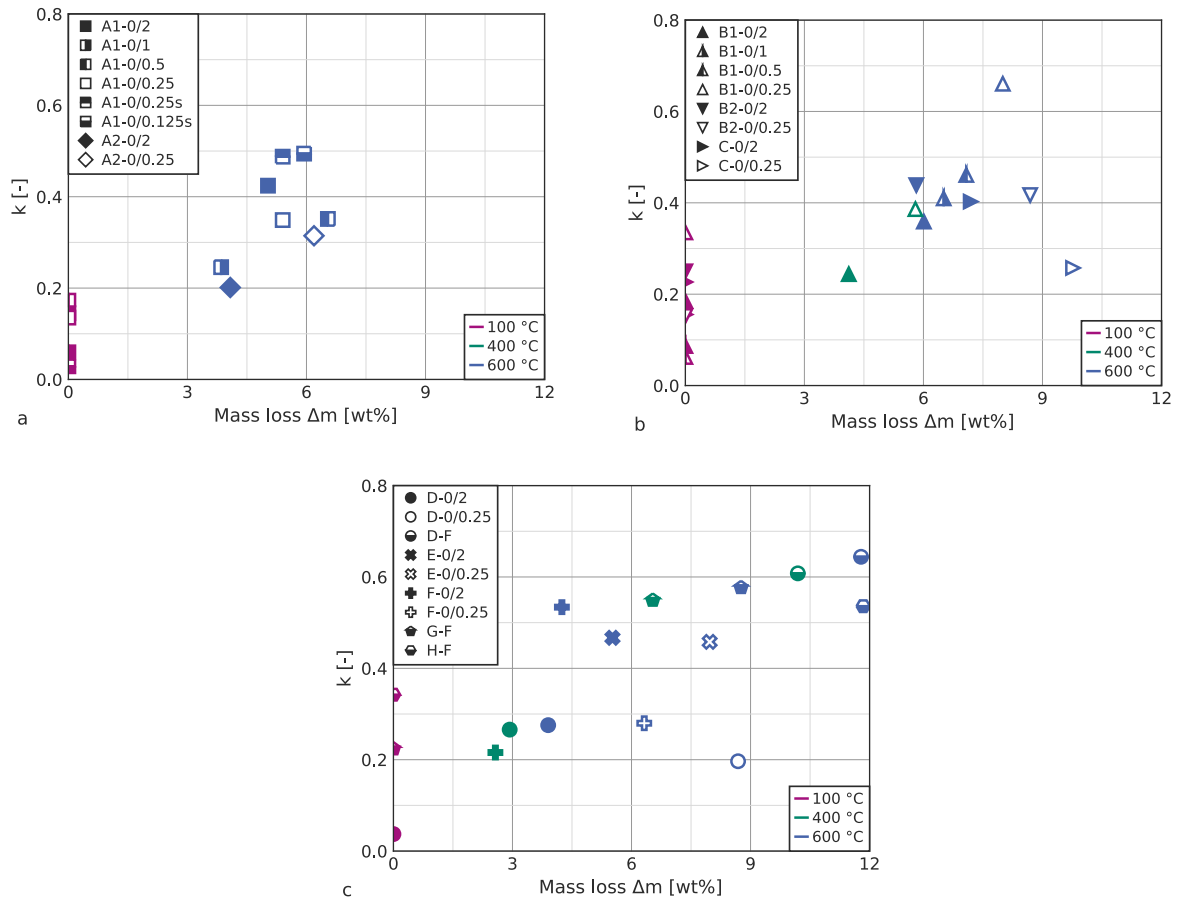 a
0.8
0.6
0.4
0.2
0.0
k [-]
A1-0/2
A1-0/1
A1-0/0.5
A1-0/0.25
A1-0/0.25s
A1-0/0.125s
A2-0/2
A2-0/0.25
100 °C
400 °C
600 °C
0 3 6 9 12
Mass loss Δm [wt%]
b
0.8
0.6
0.4
0.2
0.0
k [-]
B1-0/2
B1-0/1
B1-0/0.5
B1-0/0.25
B2-0/2
B2-0/0.25
C-0/2
C-0/0.25
100 °C
400 °C
600 °C
0 3 6 9 12
Mass loss Δm [wt%]
c
0.8
0.6
0.4
0.2
0.0
k [-]
D-0/2
D-0/0.25
D-F
E-0/2
E-0/0.25
F-0/2
F-0/0.25
G-F
H-F
100 °C
400 °C
600 °C
0 3 6 9 12
Mass loss Δm [wt%]